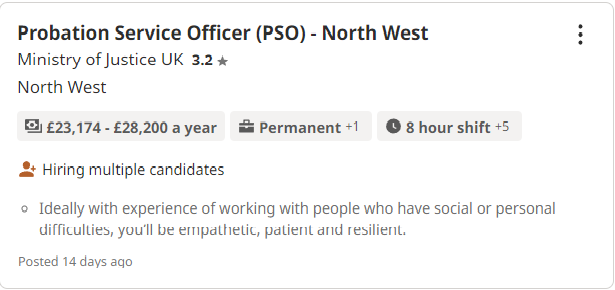 Probation Service Officer (PSO) - North West
Ministry of Justice UK 3.2
North West
£23,174 - £28,200 a year Permanent +1 8 hour shift +5
Hiring multiple candidates
Ideally with experience of working with people who have social or personal
difficulties, you'll be empathetic, patient and resilient.
Posted 14 days ago